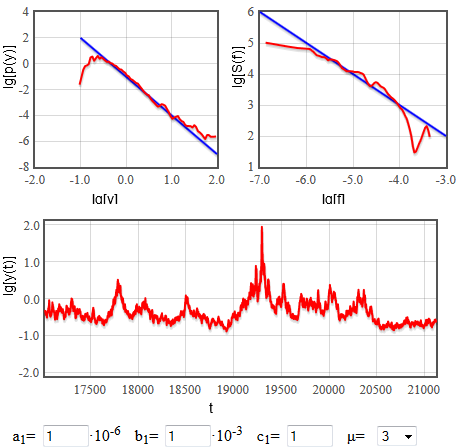 lg[p(y)]
4
2
0
-2
-4
-6
-8
-2.0 -1.0 0.0 1.0 2.0
lg[y]
lg[S(f)]
6
5
4
3
2
1
-7.0 -6.0 -5.0 -4.0 -3.0
lg[f]
lg[y(t)]
2.0
1.0
0.0
-1.0
-2.0
17500 18000 18500 19000 19500 20000 20500 21000
t
a₁= 1 ·10⁻⁶ b₁= 1 ·10⁻³ c₁= 1 μ= 3